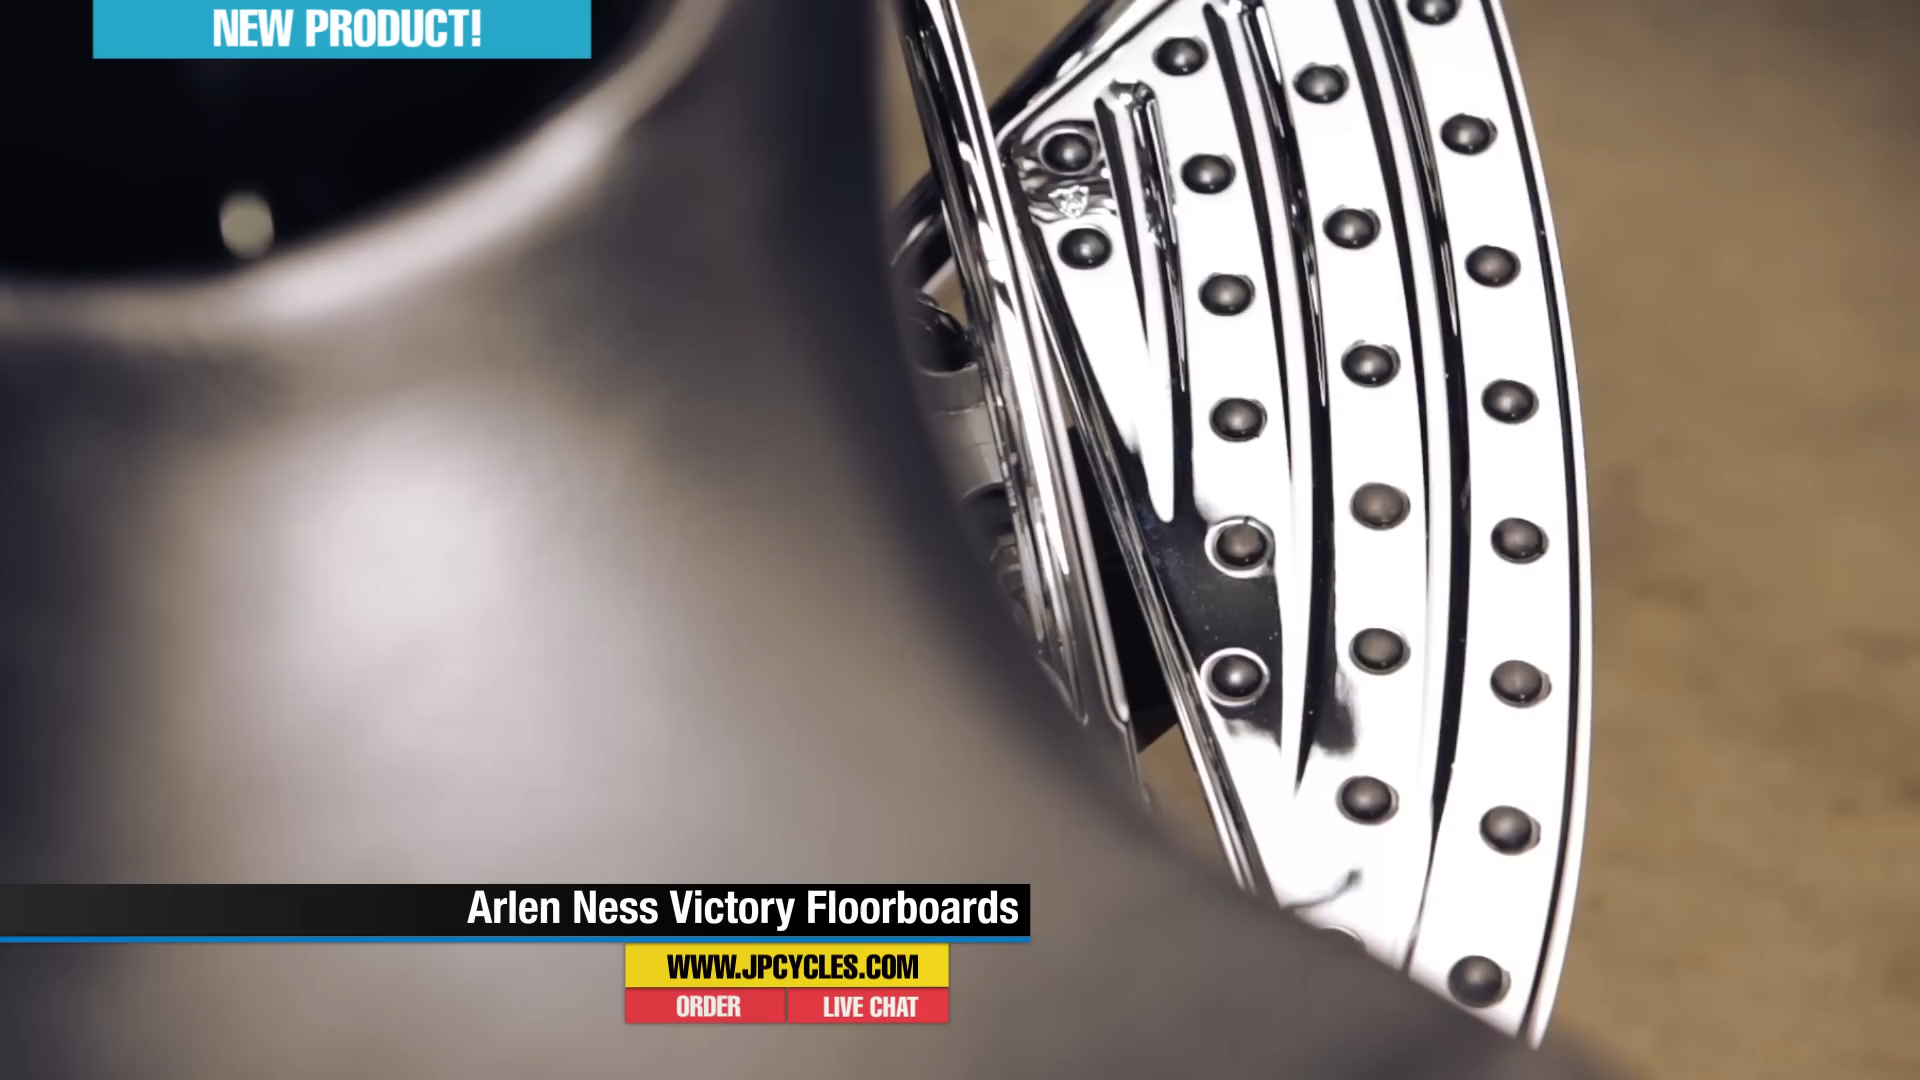 NEW PRODUCT!
Arlen Ness Victory Floorboards
WWW.JPCYCLES.COM
ORDER
LIVE CHAT